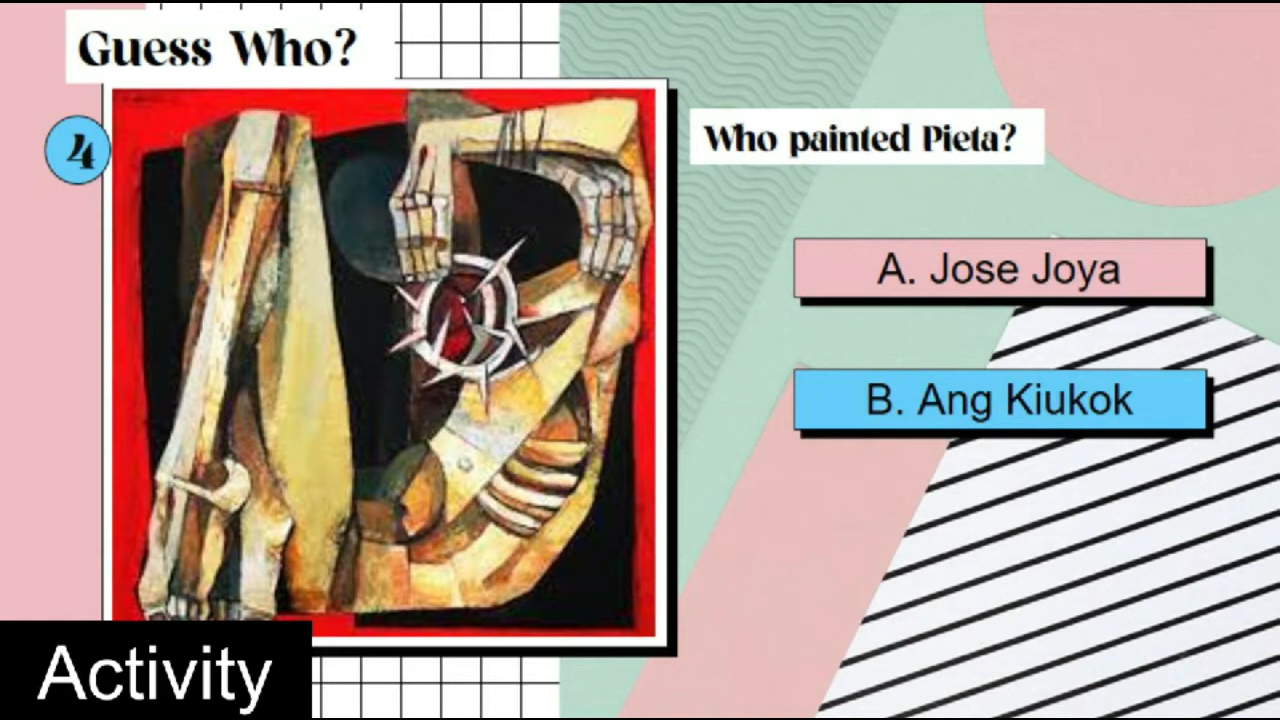 Guess Who?
4
Who painted Pieta?
A. Jose Joya
B. Ang Kiukok
Activity